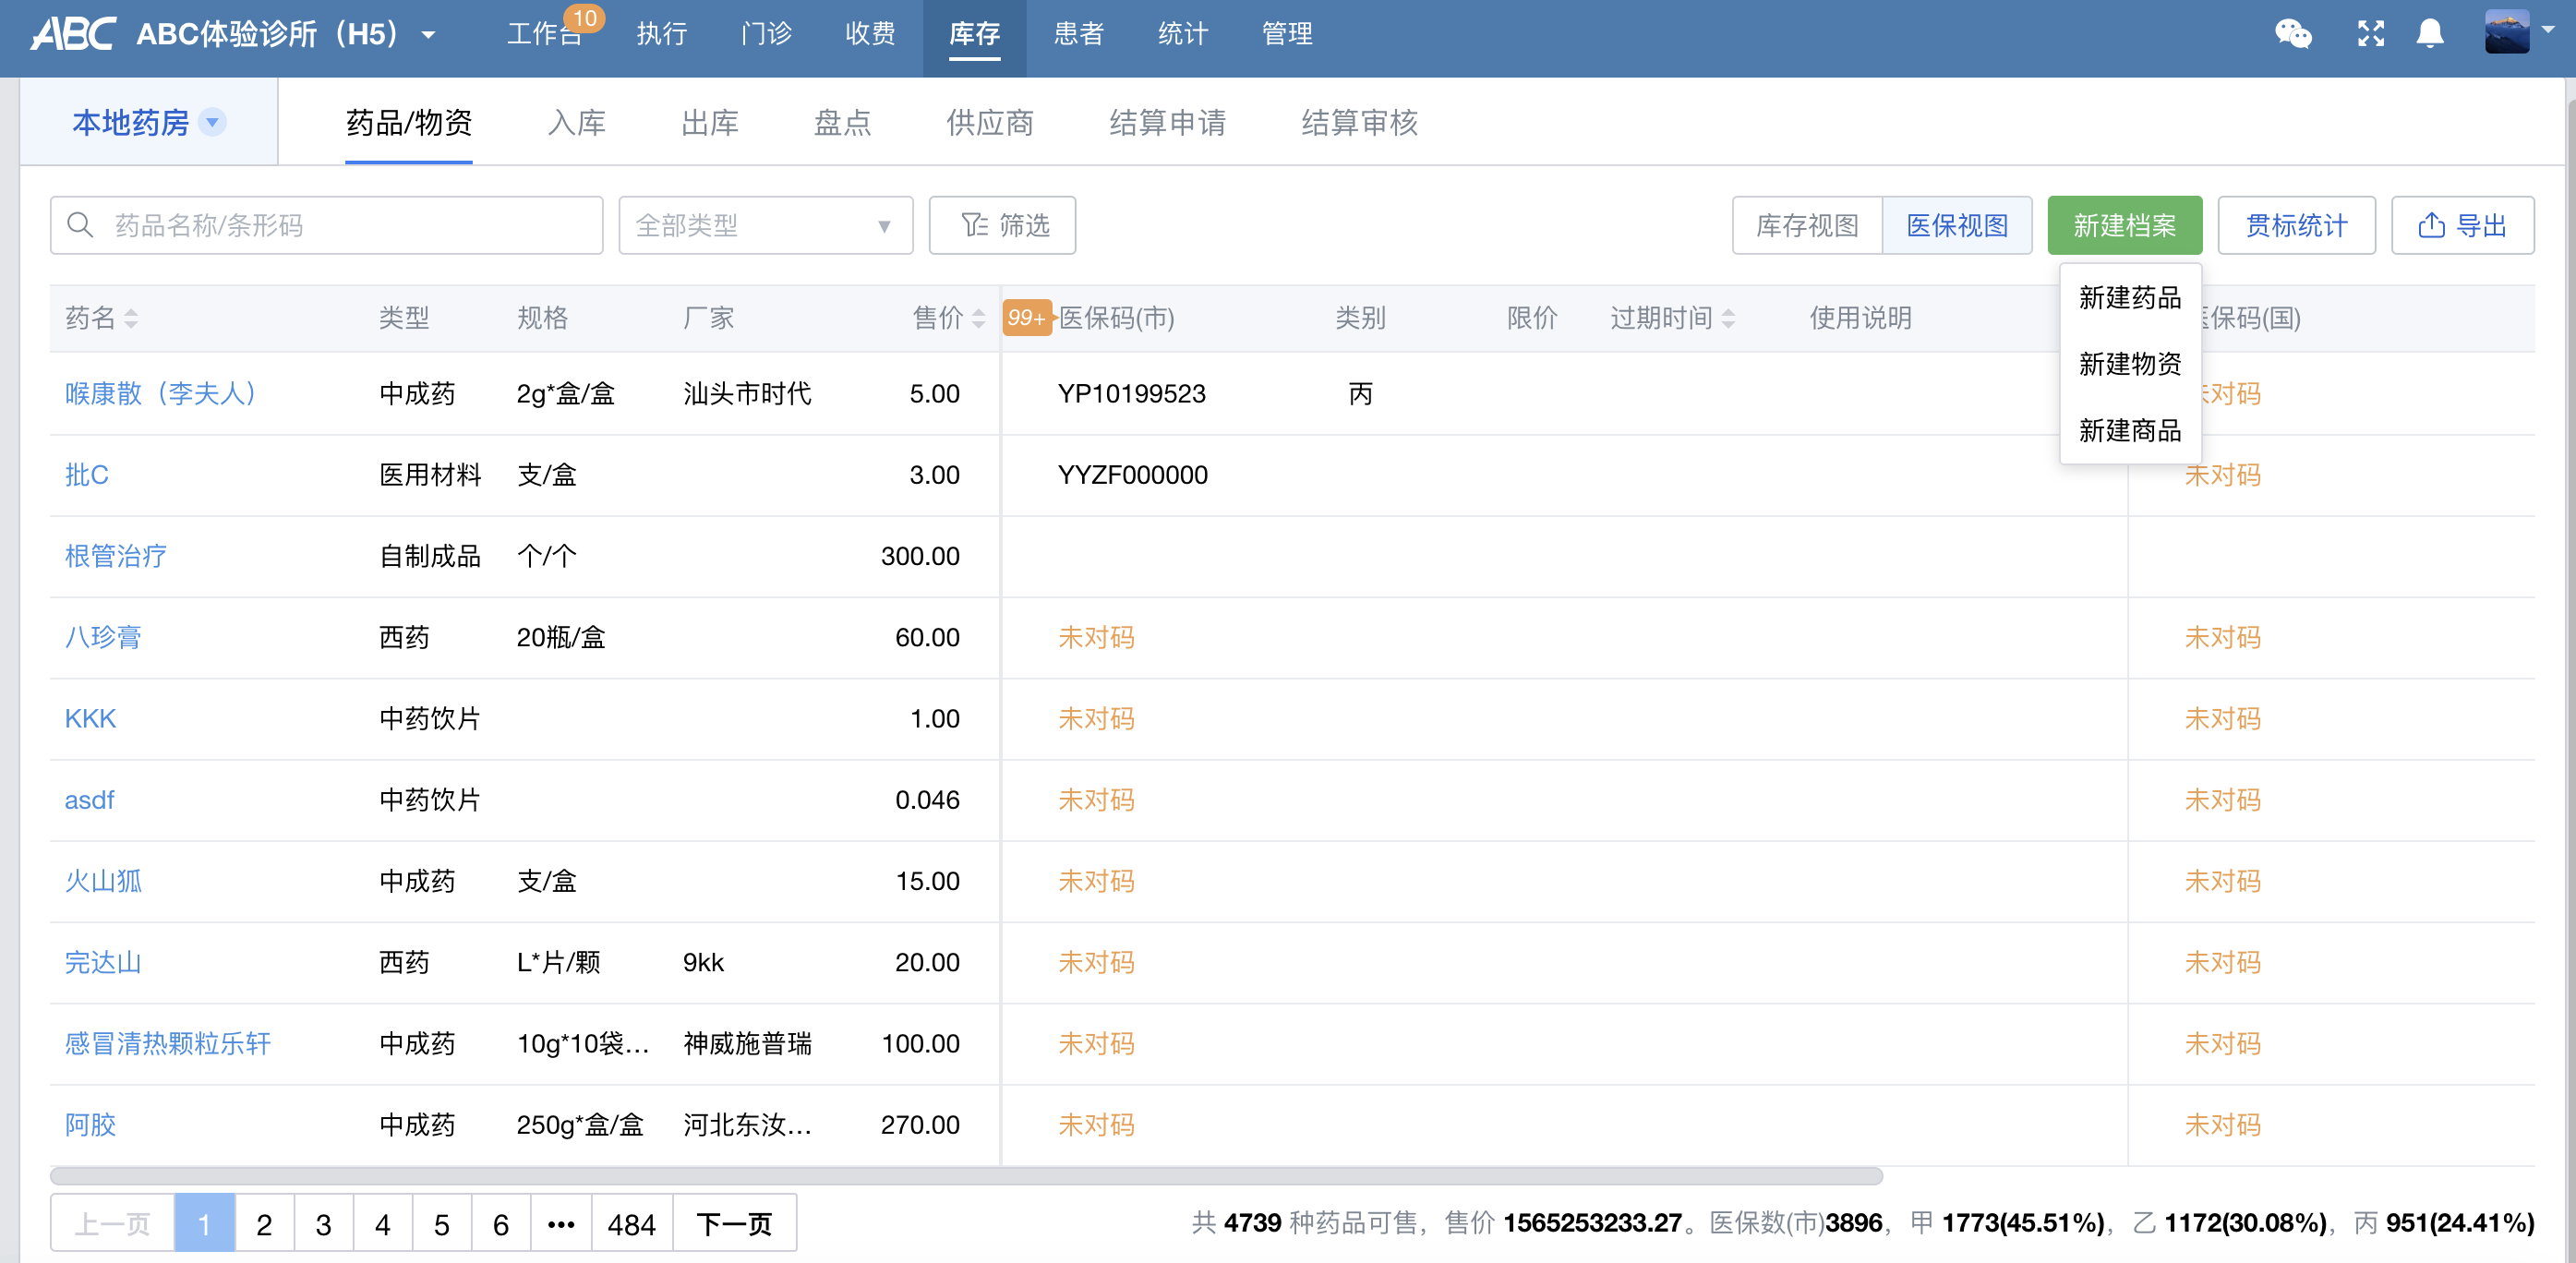 ABC ABC体验诊所（H5） 工作台 10 执行 门诊 收费 库存 患者 统计 管理
本地药房 药品/物资 入库 出库 盘点 供应商 结算申请 结算审核
药品名称/条形码 全部类型 筛选 库存视图 医保视图 新建档案 贯标统计 导出
新建药品
新建物资
新建商品
药名 类型 规格 厂家 售价 99+ 医保码(市) 类别 限价 过期时间 使用说明 医保码(国)
喉康散（李夫人） 中成药 2g*盒/盒 汕头市时代 5.00 YP10199523 丙 未对码
批C 医用材料 支/盒 3.00 YYZF000000 未对码
根管治疗 自制成品 个/个 300.00
八珍膏 西药 20瓶/盒 60.00 未对码 未对码
KKK 中药饮片 1.00 未对码 未对码
asdf 中药饮片 0.046 未对码 未对码
火山狐 中成药 支/盒 15.00 未对码 未对码
完达山 西药 L*片/颗 9kk 20.00 未对码 未对码
感冒清热颗粒乐轩 中成药 10g*10袋... 神威施普瑞 100.00 未对码 未对码
阿胶 中成药 250g*盒/盒 河北东汝... 270.00 未对码 未对码
上一页 1 2 3 4 5 6 ••• 484 下一页 共 4739 种药品可售，售价 1565253233.27。医保数(市)3896，甲 1773(45.51%)，乙 1172(30.08%)，丙 951(24.41%)